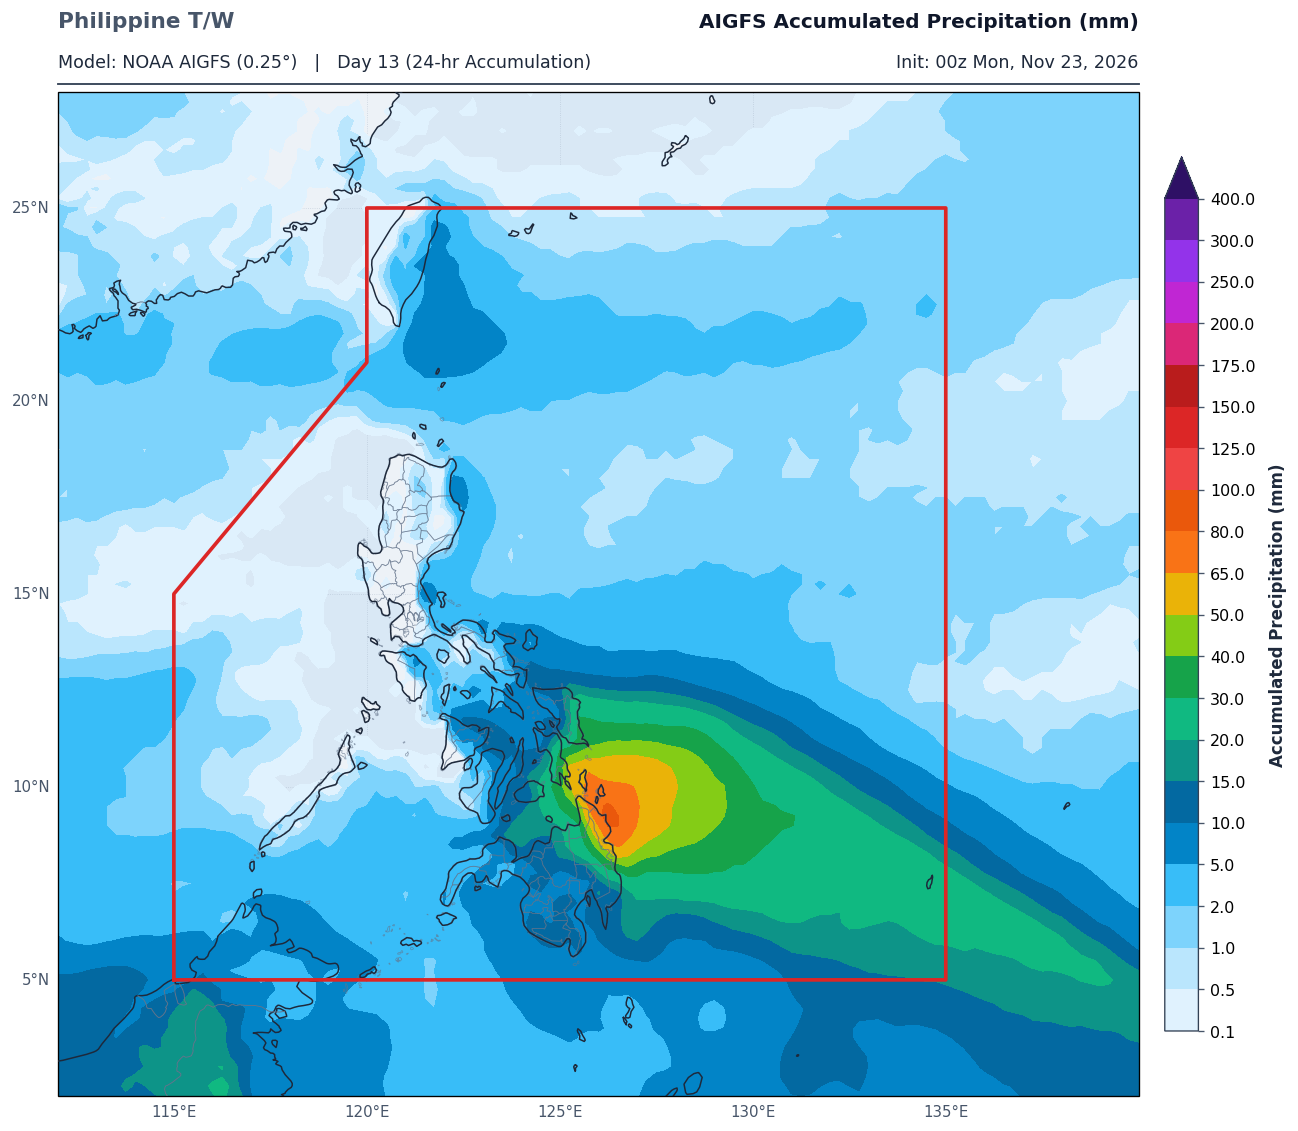 Philippine T/W
AIGFS Accumulated Precipitation (mm)
Model: NOAA AIGFS (0.25°)   |   Day 13 (24-hr Accumulation)
Init: 00z Mon, Nov 23, 2026
25°N
20°N
15°N
10°N
5°N
115°E
120°E
125°E
130°E
135°E
400.0
300.0
250.0
200.0
175.0
150.0
125.0
100.0
80.0
65.0
50.0
40.0
30.0
20.0
15.0
10.0
5.0
2.0
1.0
0.5
0.1
Accumulated Precipitation (mm)